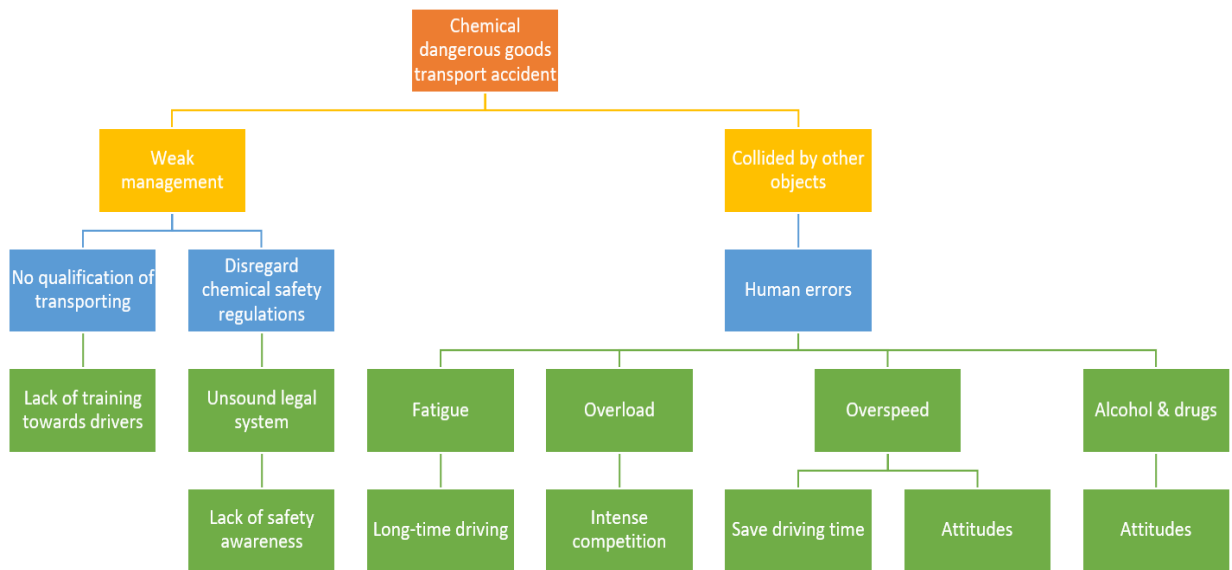 Chemical
dangerous goods
transport accident
Weak
management
Collided by other
objects
No qualification of
transporting
Disregard
chemical safety
regulations
Human errors
Lack of training
towards drivers
Unsound legal
system
Fatigue
Overload
Overspeed
Alcohol & drugs
Lack of safety
awareness
Long-time driving
Intense
competition
Save driving time
Attitudes
Attitudes